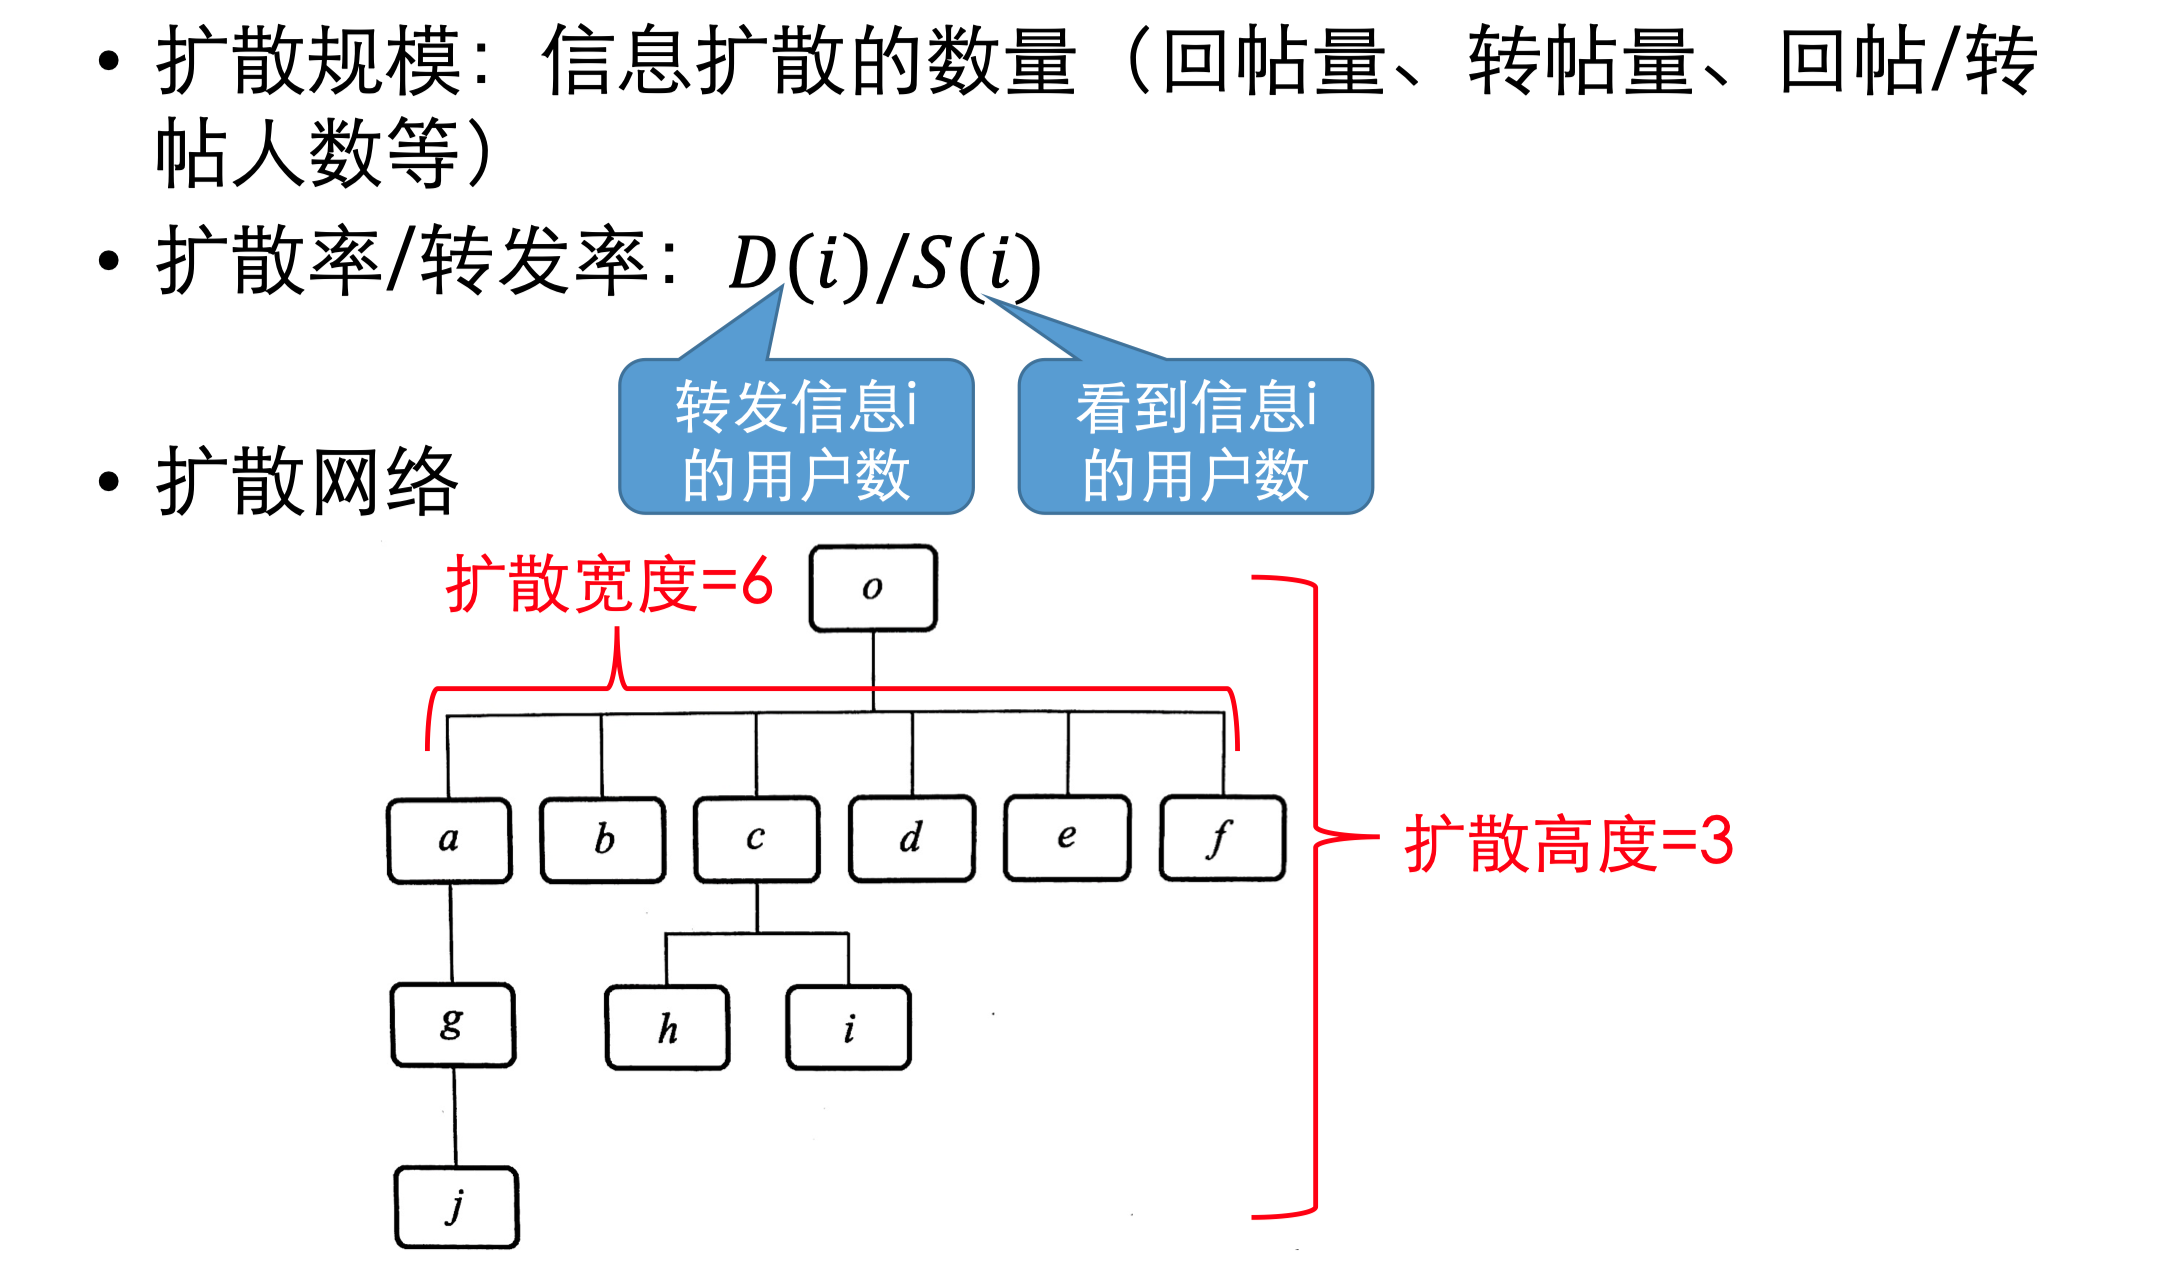 • 扩散规模：信息扩散的数量（回帖量、转帖量、回帖/转
帖人数等）
• 扩散率/转发率：D(i)/S(i)
转发信息i
的用户数
看到信息i
的用户数
• 扩散网络
扩散宽度=6
o
a b c d e f
扩散高度=3
g h i
j